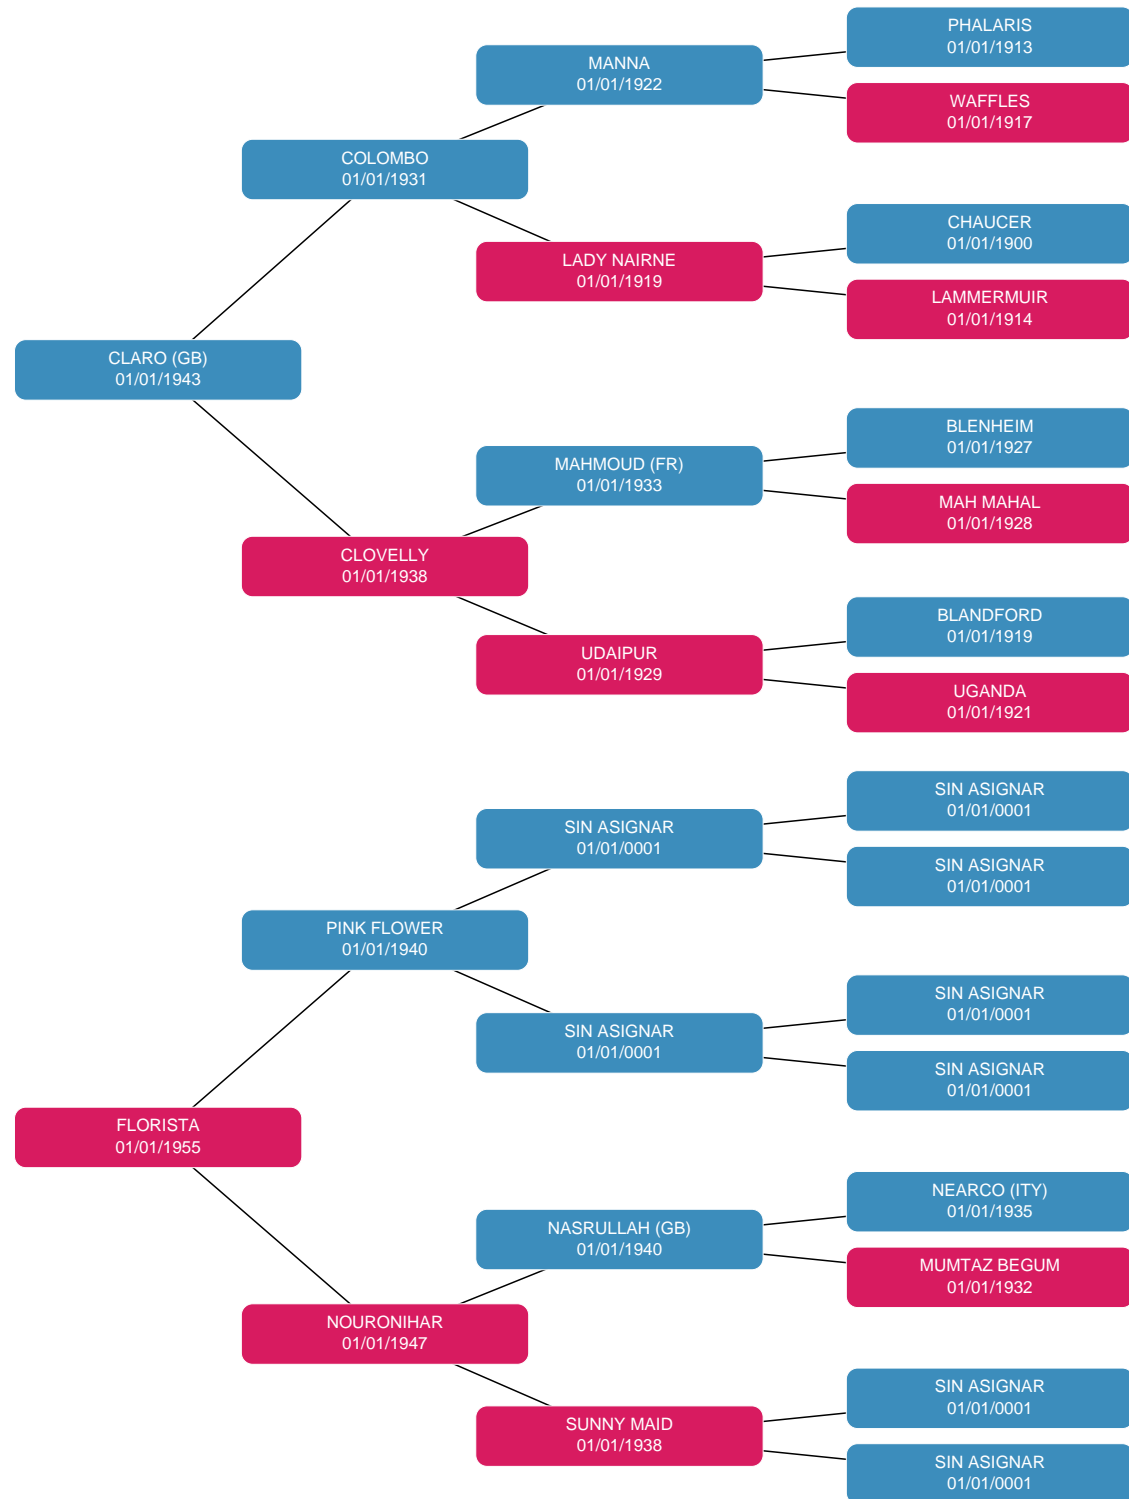 PHALARIS
01/01/1913
MANNA
01/01/1922
WAFFLES
01/01/1917
COLOMBO
01/01/1931
CHAUCER
01/01/1900
LADY NAIRNE
01/01/1919
LAMMERMUIR
01/01/1914
CLARO (GB)
01/01/1943
BLENHEIM
01/01/1927
MAHMOUD (FR)
01/01/1933
MAH MAHAL
01/01/1928
CLOVELLY
01/01/1938
BLANDFORD
01/01/1919
UDAIPUR
01/01/1929
UGANDA
01/01/1921
SIN ASIGNAR
01/01/0001
SIN ASIGNAR
01/01/0001
SIN ASIGNAR
01/01/0001
PINK FLOWER
01/01/1940
SIN ASIGNAR
01/01/0001
SIN ASIGNAR
01/01/0001
SIN ASIGNAR
01/01/0001
FLORISTA
01/01/1955
NEARCO (ITY)
01/01/1935
NASRULLAH (GB)
01/01/1940
MUMTAZ BEGUM
01/01/1932
NOURONIHAR
01/01/1947
SIN ASIGNAR
01/01/0001
SUNNY MAID
01/01/1938
SIN ASIGNAR
01/01/0001